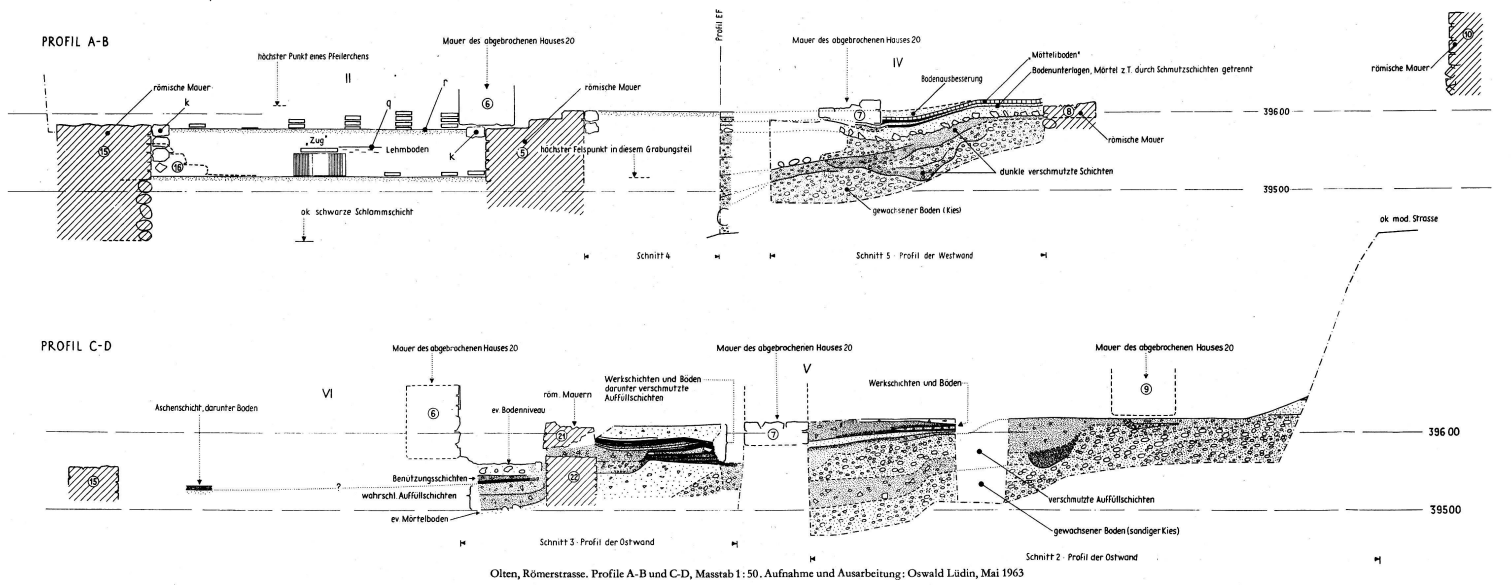 PROFIL A-B
römische Mauer
k
höchster Punkt eines Pfeilerchens
II
q
r
Mauer des abgebrochenen Hauses 20
6
römische Mauer
Profil EF
Mauer des abgebrochenen Hauses 20
IV
Bodenausbesserung
"Mötteliboden"
Bodenunterlagen, Mörtel z T. durch Schmutzschichten getrennt
10
römische Mauer
7
8
39600
römische Mauer
15
16
"Zug"
Lehmboden
k
5
höchster Felspunkt in diesem Grabungsteil
dunkle verschmutzte Schichten
39500
ok schwarze Schlammschicht
gewachsener Boden (Kies)
ok mod. Strasse
Schnitt 4
Schnitt 5 - Profil der Westwand
PROFIL C-D
Mauer des abgebrochenen Hauses 20
Mauer des abgebrochenen Hauses 20
Mauer des abgebrochenen Hauses 20
VI
V
Werkschichten und Böden
darunter verschmutzte
Auffüllschichten
Werkschichten und Böden
9
Aschenschicht, darunter Boden
6
röm. Mauern
ev. Bodenniveau
21
7
39600
15
?
Benützungsschichten
wahrschl. Auffüllschichten
22
verschmutzte Auffüllschichten
ev. Mörtelboden
39500
gewachsener Boden (sandiger Kies)
Schnitt 3 - Profil der Ostwand
Schnitt 2 - Profil der Ostwand
Olten, Römerstrasse. Profile A-B und C-D, Masstab 1 : 50. Aufnahme und Ausarbeitung: Oswald Lüdin, Mai 1963